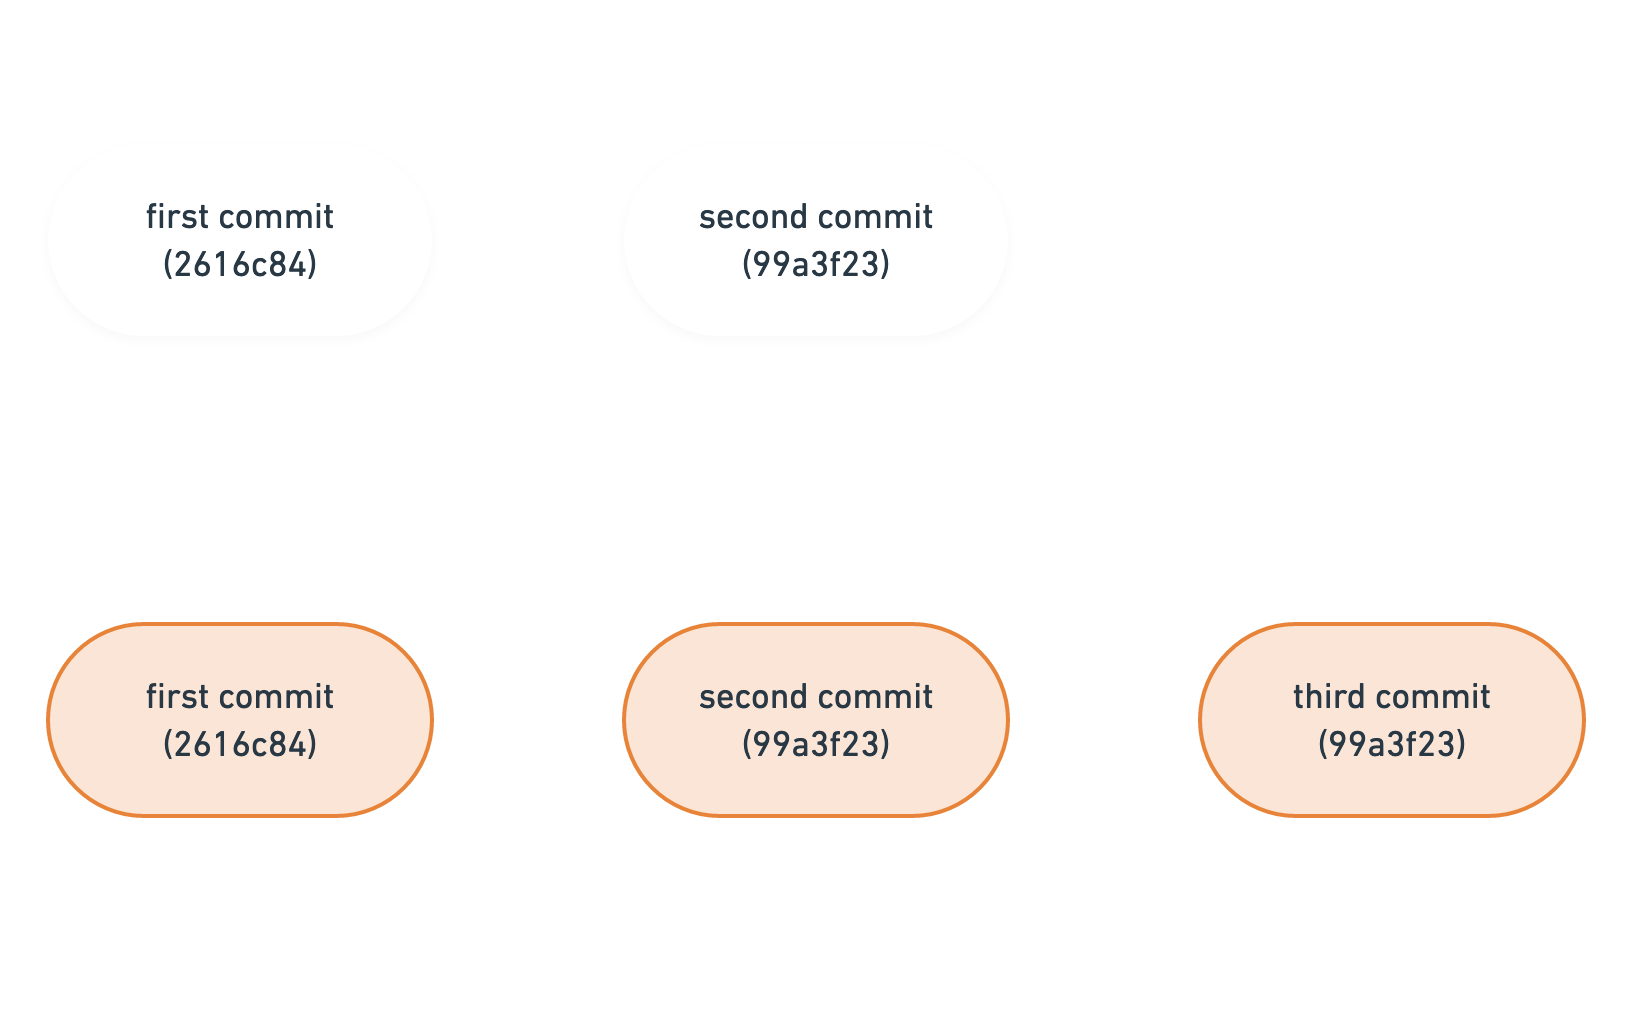 first commit
(2616c84)
second commit
(99a3f23)
first commit
(2616c84)
second commit
(99a3f23)
third commit
(99a3f23)